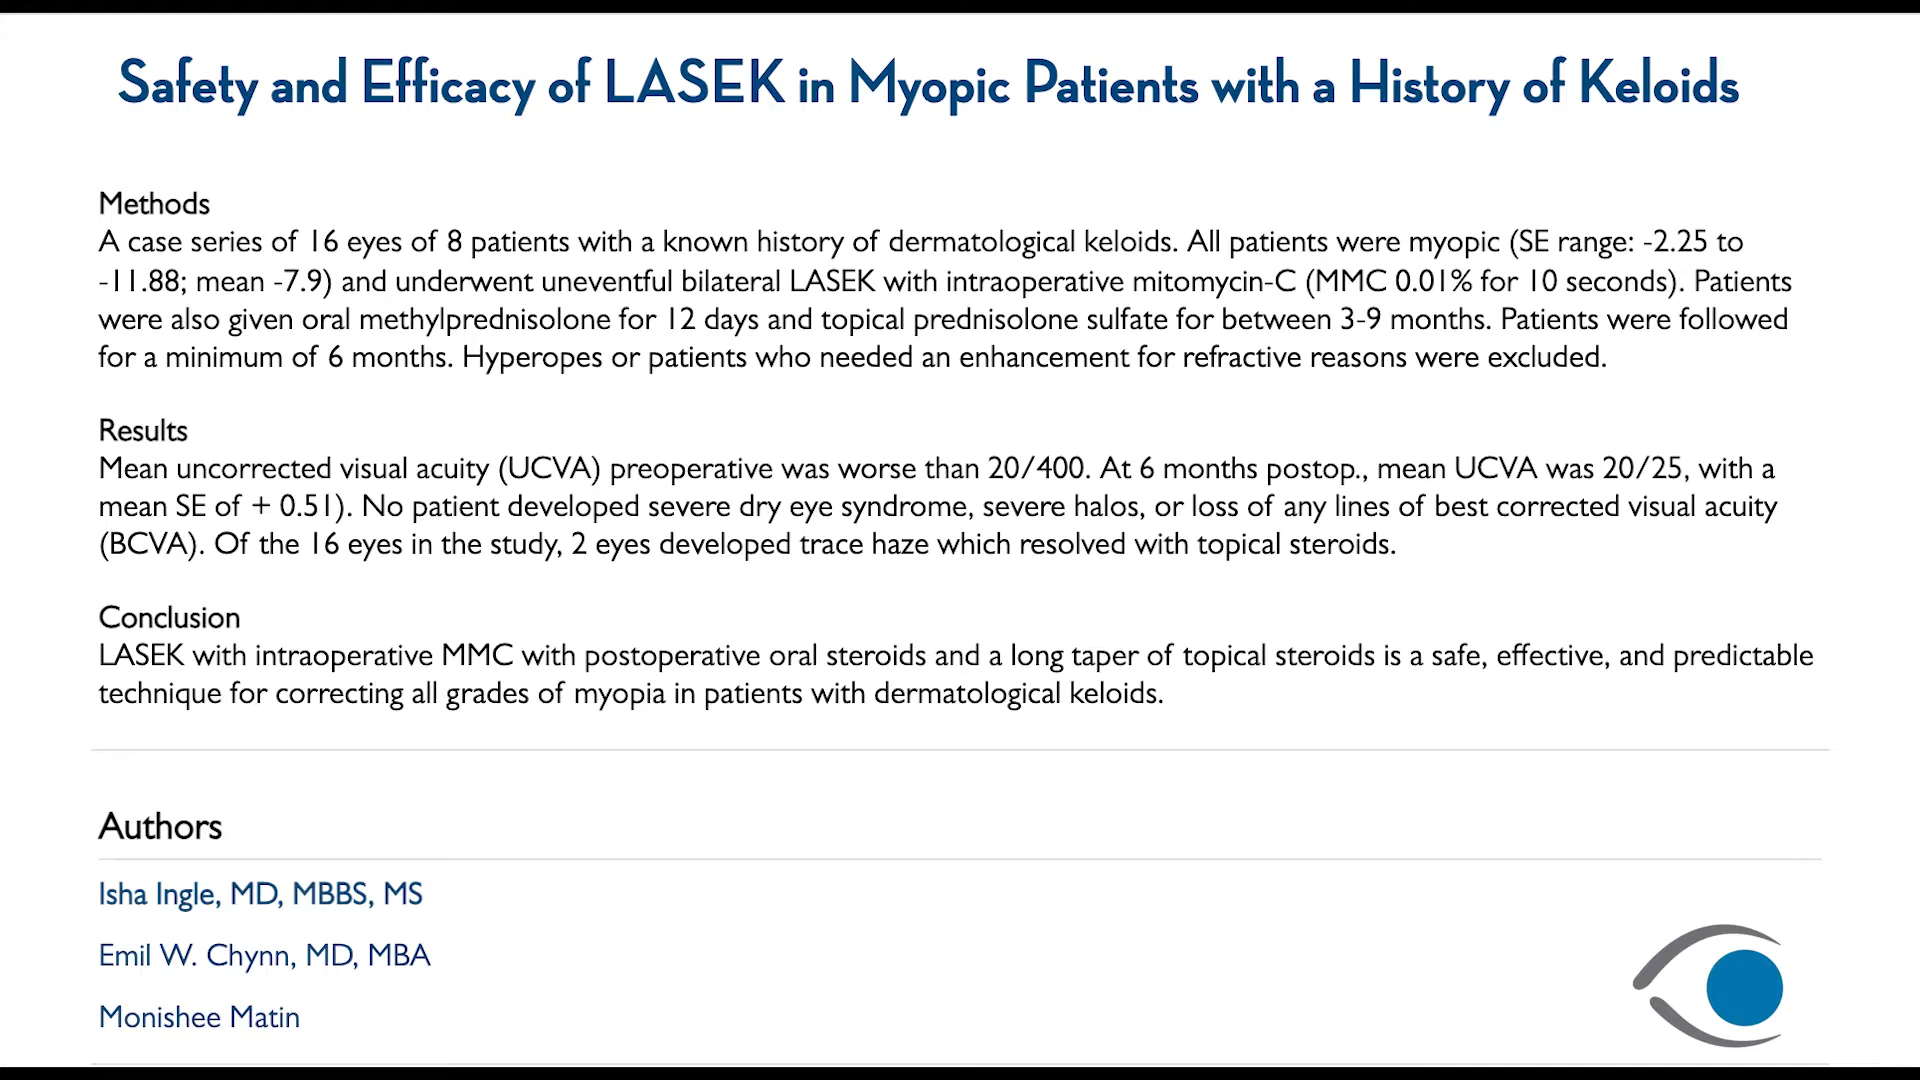 Safety and Efficacy of LASEK in Myopic Patients with a History of Keloids
Methods
A case series of 16 eyes of 8 patients with a known history of dermatological keloids. All patients were myopic (SE range: -2.25 to
-11.88; mean -7.9) and underwent uneventful bilateral LASEK with intraoperative mitomycin-C (MMC 0.01% for 10 seconds). Patients
were also given oral methylprednisolone for 12 days and topical prednisolone sulfate for between 3-9 months. Patients were followed
for a minimum of 6 months. Hyperopes or patients who needed an enhancement for refractive reasons were excluded.
Results
Mean uncorrected visual acuity (UCVA) preoperative was worse than 20/400. At 6 months postop., mean UCVA was 20/25, with a
mean SE of + 0.51). No patient developed severe dry eye syndrome, severe halos, or loss of any lines of best corrected visual acuity
(BCVA). Of the 16 eyes in the study, 2 eyes developed trace haze which resolved with topical steroids.
Conclusion
LASEK with intraoperative MMC with postoperative oral steroids and a long taper of topical steroids is a safe, effective, and predictable
technique for correcting all grades of myopia in patients with dermatological keloids.
Authors
Isha Ingle, MD, MBBS, MS
Emil W. Chynn, MD, MBA
Monishee Matin